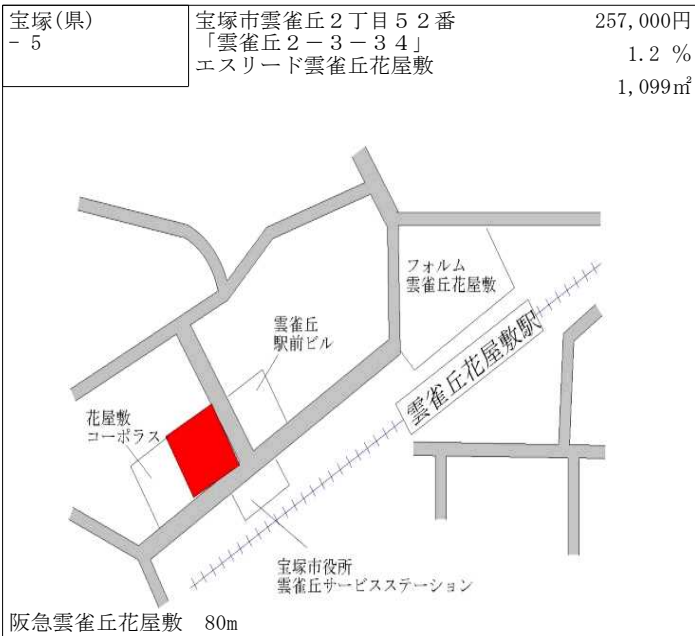 宝塚(県)
- 5
宝塚市雲雀丘２丁目５２番
「雲雀丘２－３－３４」
エスリード雲雀丘花屋敷
257,000円
1.2 %
1,099㎡
フォルム
雲雀丘花屋敷
雲雀丘
駅前ビル
雲雀丘花屋敷駅
花屋敷
コーポラス
宝塚市役所
雲雀丘サービスステーション
阪急雲雀丘花屋敷 80m